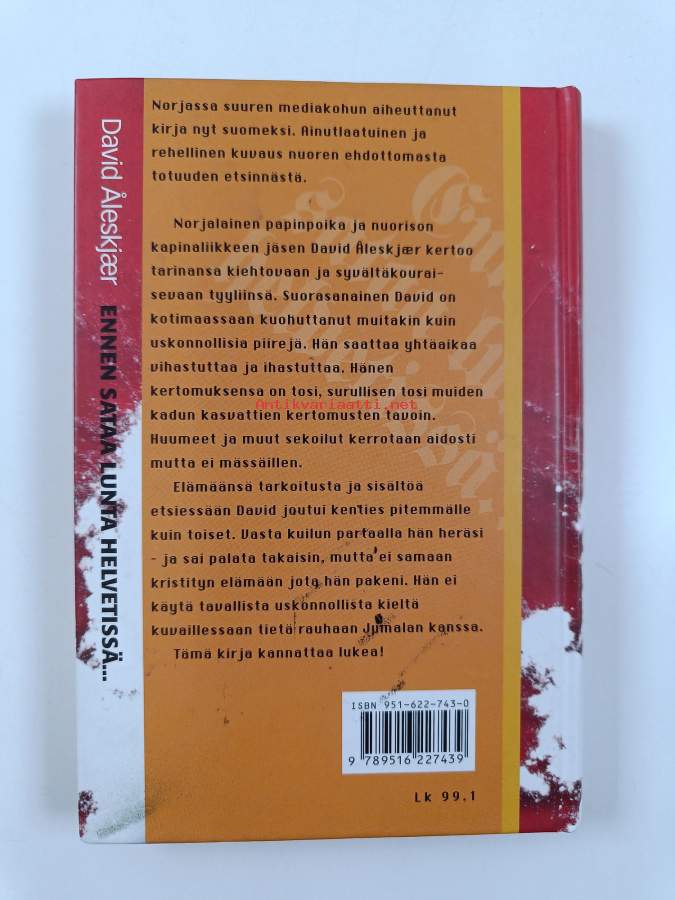 David Åleskjær ENNEN SATAA LUNTA HELVETISSÄ...
Norjassa suuren mediakohun aiheuttanut
kirja nyt suomeksi. Ainutlaatuinen ja
rehellinen kuvaus nuoren ehdottomasta
totuuden etsinnästä.
Norjalainen papinpoika ja nuorison
kapinaliikkeen jäsen David Åleskjær kertoo
tarinansa kiehtovaan ja syvältäkourai-
sevaan tyyliinsä. Suorasanainen David on
kotimaassaan kuohuttanut muitakin kuin
uskonnollisia piirejä. Hän saattaa yhtäaikaa
vihastuttaa ja ihastuttaa. Hänen
kertomuksensa on tosi, surullisen tosi muiden
kadun kasvattien kertomusten tavoin.
Antikvariaatti.net
Huumeet ja muut sekoilut kerrotaan aidosti
mutta ei mässäillen.
Elämäänsä tarkoitusta ja sisältöä
etsiessään David joutui kenties pitemmälle
kuin toiset. Vasta kuilun partaalla hän heräsi
- ja sai palata takaisin, mutta ei samaan
kristityn elämään jota hän pakeni. Hän ei
käytä tavallista uskonnollista kieltä
kuvaillessaan tietä rauhaan Jumalan kanssa.
Tämä kirja kannattaa lukea!
ISBN 951-622-743-0
9 789516 227439
Lk 99.1